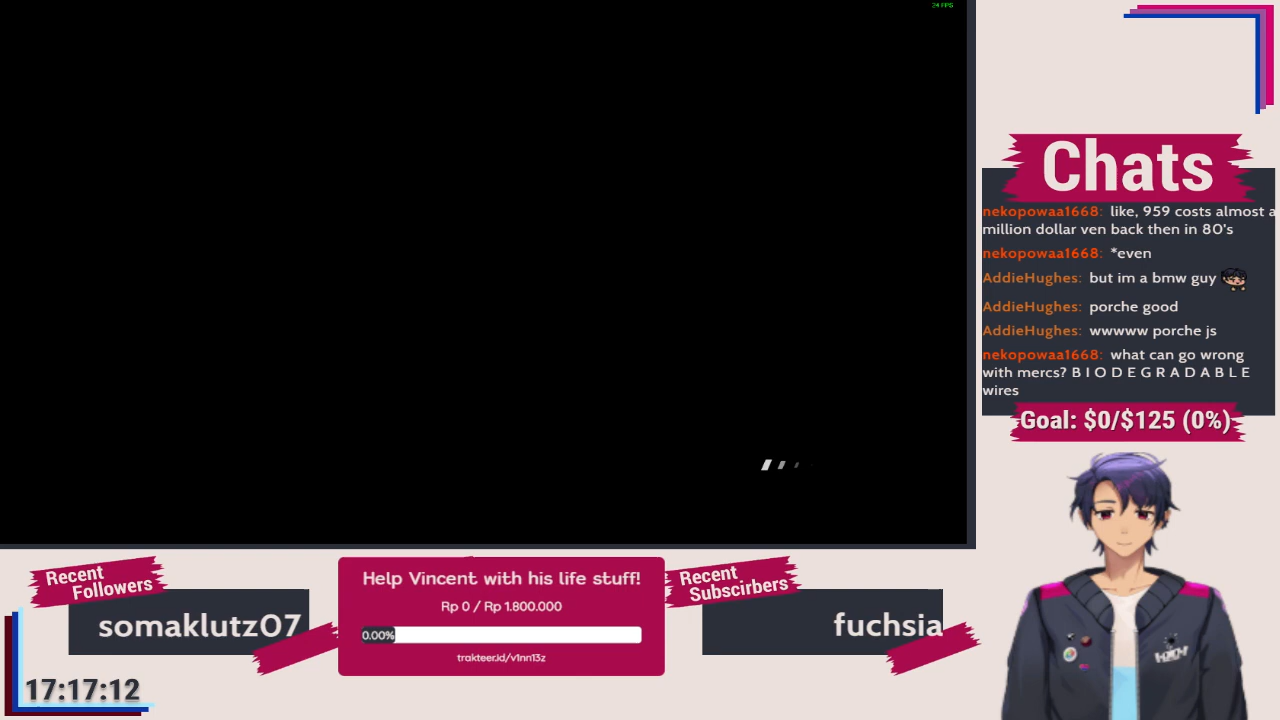 24 FPS
Chats
nekopowaa1668: like, 959 costs almost a
million dollar ven back then in 80's
nekopowaa1668: *even
AddieHughes: but im a bmw guy
AddieHughes: porche good
AddieHughes: wwwww porche js
nekopowaa1668: what can go wrong
with mercs? B I O D E G R A D A B L E
wires
Goal: $0/$125 (0%)
Recent
Followers
somaklutz07
Help Vincent with his life stuff!
Rp 0 / Rp 1.800.000
0.00%
trakteer.id/v1nn13z
Recent
Subscirbers
fuchsia
17:17:12